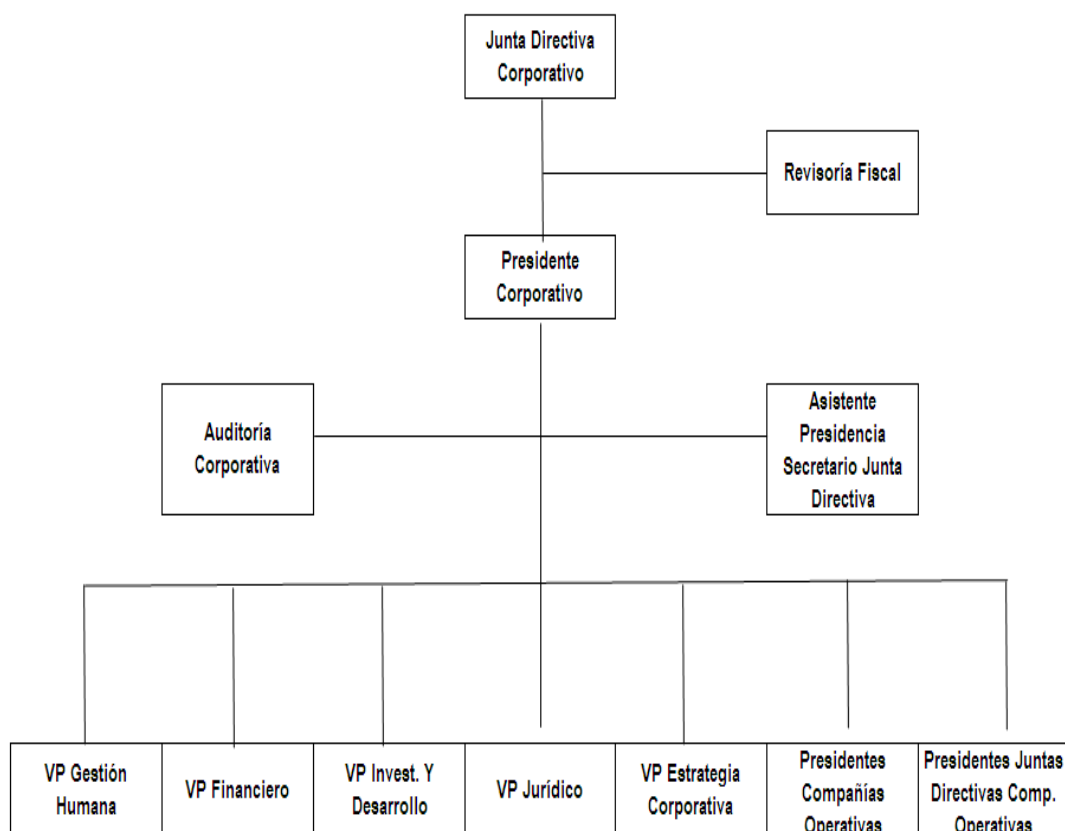 Junta Directiva
Corporativo
Revisoría Fiscal
Presidente
Corporativo
Auditoría
Corporativa
Asistente
Presidencia
Secretario Junta
Directiva
VP Gestión
Humana
VP Financiero
VP Invest. Y
Desarrollo
VP Jurídico
VP Estrategia
Corporativa
Presidentes
Compañías
Operativas
Presidentes Juntas
Directivas Comp.
Operativas